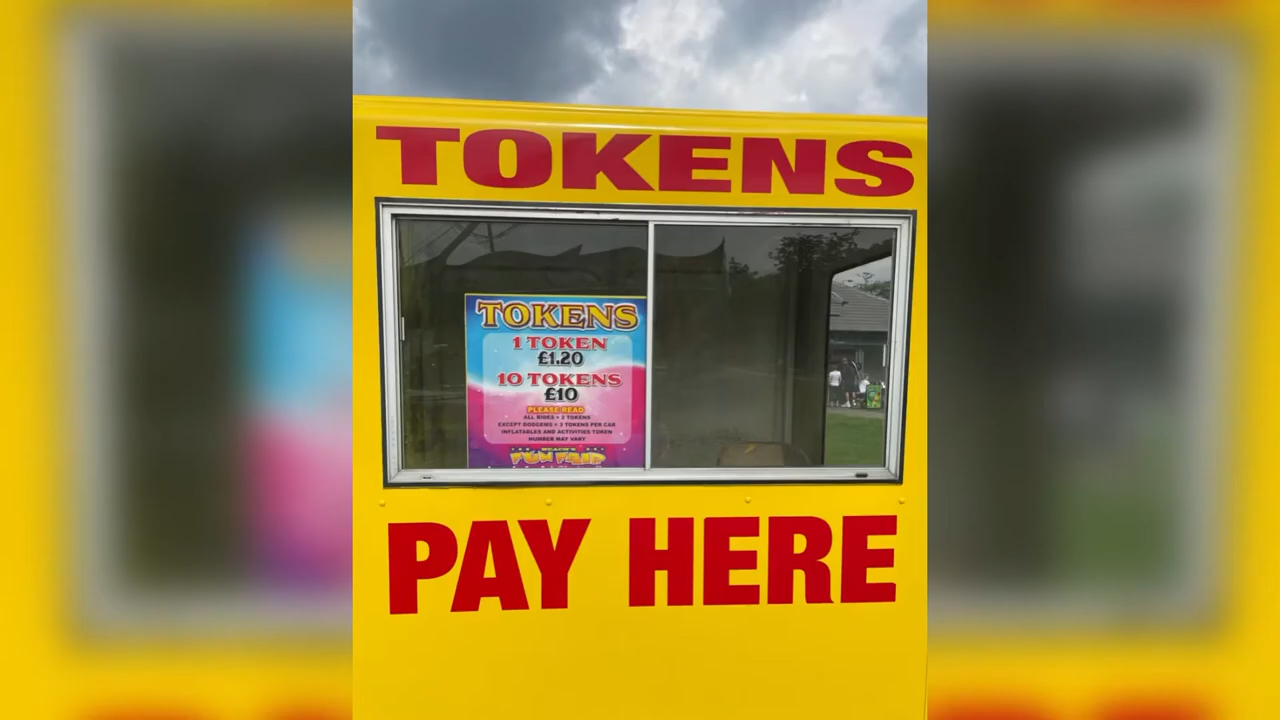 TOKENS
TOKENS
1 TOKEN
£1.20
10 TOKENS
£10
PLEASE READ
ALL RIDES = 2 TOKENS
EXCEPT DODGEMS = 3 TOKENS PER CAR
INFLATABLES AND ACTIVITIES TOKEN
NUMBER MAY VARY
FUN FAIR
PAY HERE